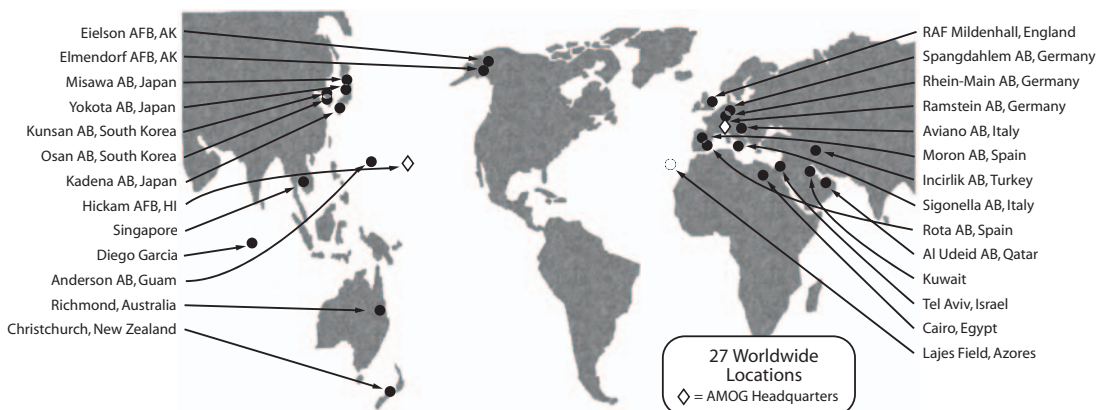 Eielson AFB, AK
Elmendorf AFB, AK
Misawa AB, Japan
Yokota AB, Japan
Kunsan AB, South Korea
Osan AB, South Korea
Kadena AB, Japan
Hickam AFB, HI
Singapore
Diego Garcia
Anderson AB, Guam
Richmond, Australia
Christchurch, New Zealand
RAF Mildenhall, England
Spangdahlem AB, Germany
Rhein-Main AB, Germany
Ramstein AB, Germany
Aviano AB, Italy
Moron AB, Spain
Incirlik AB, Turkey
Sigonella AB, Italy
Rota AB, Spain
Al Udeid AB, Qatar
Kuwait
Tel Aviv, Israel
Cairo, Egypt
Lajes Field, Azores
27 Worldwide
Locations
◊ = AMOG Headquarters